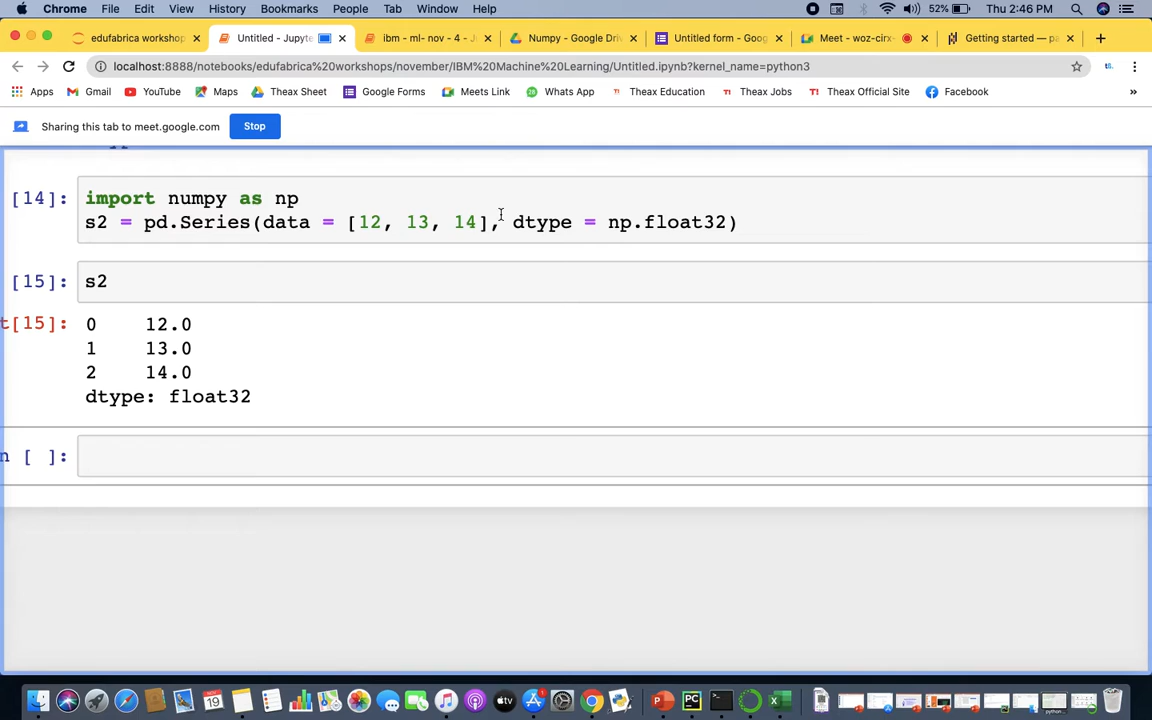 Chrome File Edit View History Bookmarks People Tab Window Help 52% Thu 2:46 PM
edufabrica workshop Untitled - Jupyte ibm - ml- nov - 4 - J Numpy - Google Dri Untitled form - Goog Meet - woz-cirx Getting started — pa
localhost:8888/notebooks/edufabrica%20workshops/november/IBM%20Machine%20Learning/Untitled.ipynb?kernel_name=python3
Apps Gmail YouTube Maps Theax Sheet Google Forms Meets Link Whats App Theax Education Theax Jobs Theax Official Site Facebook »
Sharing this tab to meet.google.com Stop
[14]: import numpy as np
s2 = pd.Series(data = [12, 13, 14], dtype = np.float32)
[15]: s2
t[15]: 0 12.0
1 13.0
2 14.0
dtype: float32
n [ ]: